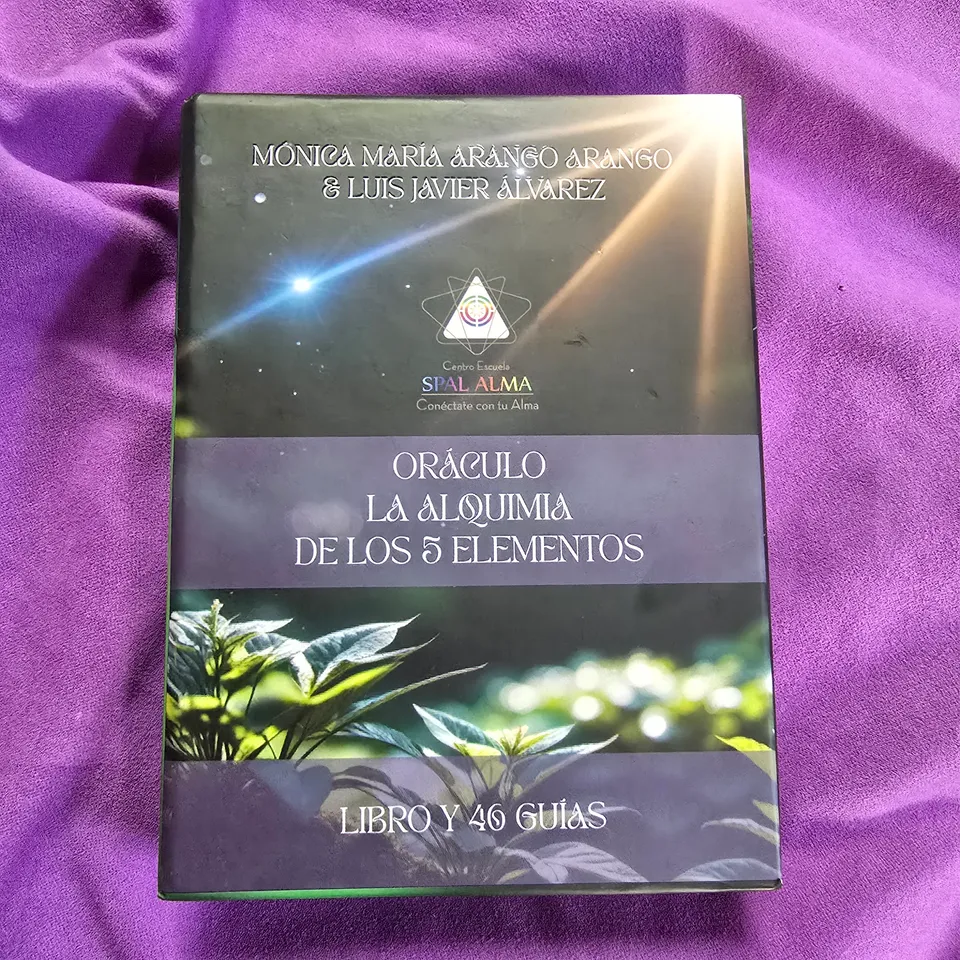 MÓNICA MARÍA ARANGO ARANGO
& LUIS JAVIER ÁLVAREZ
Centro Escuela
SPAL ALMA
Conéctate con tu Alma
ORÁCULO
LA ALQUIMIA
DE LOS 5 ELEMENTOS
LIBRO Y 46 GUÍAS